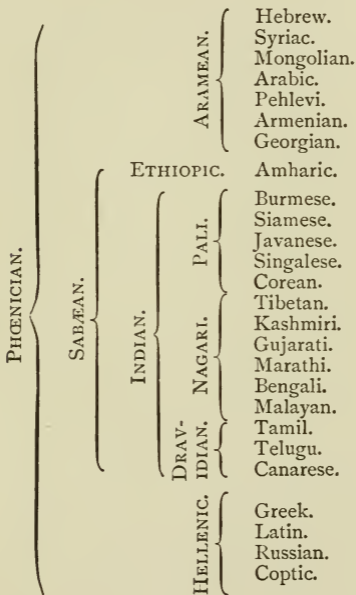 PHŒNICIAN.
ARAMEAN.
Hebrew.
Syriac.
Mongolian.
Arabic.
Pehlevi.
Armenian.
Georgian.
SABÆAN.
ETHIOPIC. Amharic.
INDIAN.
PALI.
Burmese.
Siamese.
Javanese.
Singalese.
Corean.
NAGARI.
Tibetan.
Kashmiri.
Gujarati.
Marathi.
Bengali.
Malayan.
DRAV-
IDIAN.
Tamil.
Telugu.
Canarese.
HELLENIC.
Greek.
Latin.
Russian.
Coptic.